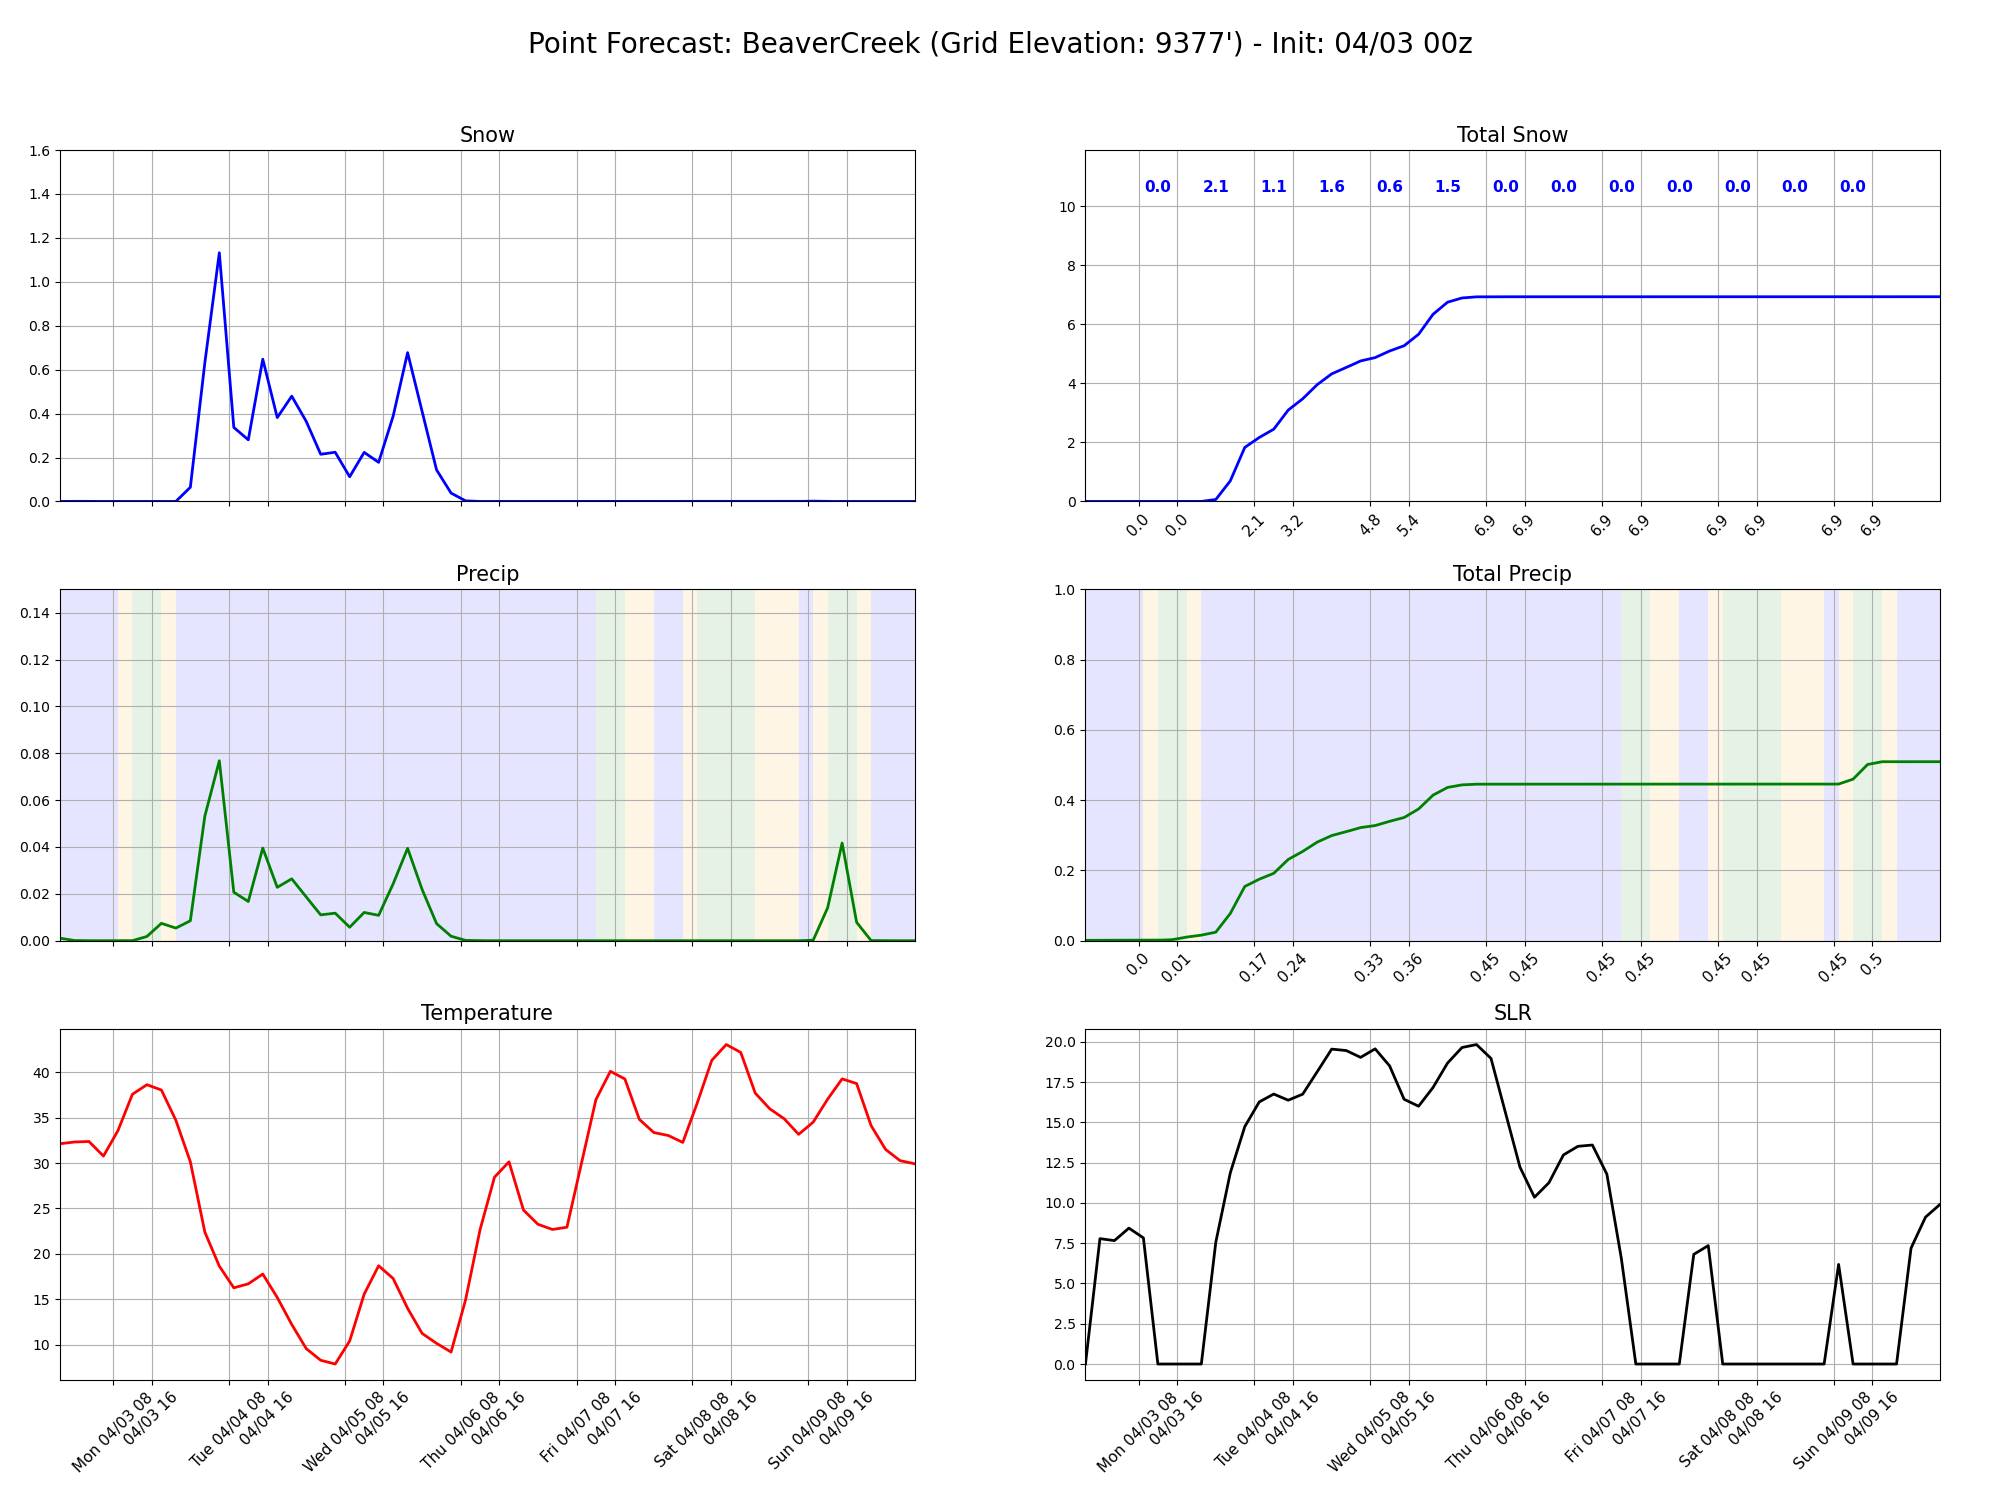 Point Forecast: BeaverCreek (Grid Elevation: 9377') - Init: 04/03 00z
Snow
1.6
1.4
1.2
1.0
0.8
0.6
0.4
0.2
0.0
Total Snow
0.0 2.1 1.1 1.6 0.6 1.5 0.0 0.0 0.0 0.0 0.0 0.0 0.0
10
8
6
4
2
0
0.0 0.0 2.1 3.2 4.8 5.4 6.9 6.9 6.9 6.9 6.9 6.9 6.9 6.9
Precip
0.14
0.12
0.10
0.08
0.06
0.04
0.02
0.00
Total Precip
1.0
0.8
0.6
0.4
0.2
0.0
0.0 0.01 0.17 0.24 0.33 0.36 0.45 0.45 0.45 0.45 0.45 0.45 0.45 0.5
Temperature
40
35
30
25
20
15
10
Mon 04/03 08
04/03 16
Tue 04/04 08
04/04 16
Wed 04/05 08
04/05 16
Thu 04/06 08
04/06 16
Fri 04/07 08
04/07 16
Sat 04/08 08
04/08 16
Sun 04/09 08
04/09 16
SLR
20.0
17.5
15.0
12.5
10.0
7.5
5.0
2.5
0.0
Mon 04/03 08
04/03 16
Tue 04/04 08
04/04 16
Wed 04/05 08
04/05 16
Thu 04/06 08
04/06 16
Fri 04/07 08
04/07 16
Sat 04/08 08
04/08 16
Sun 04/09 08
04/09 16